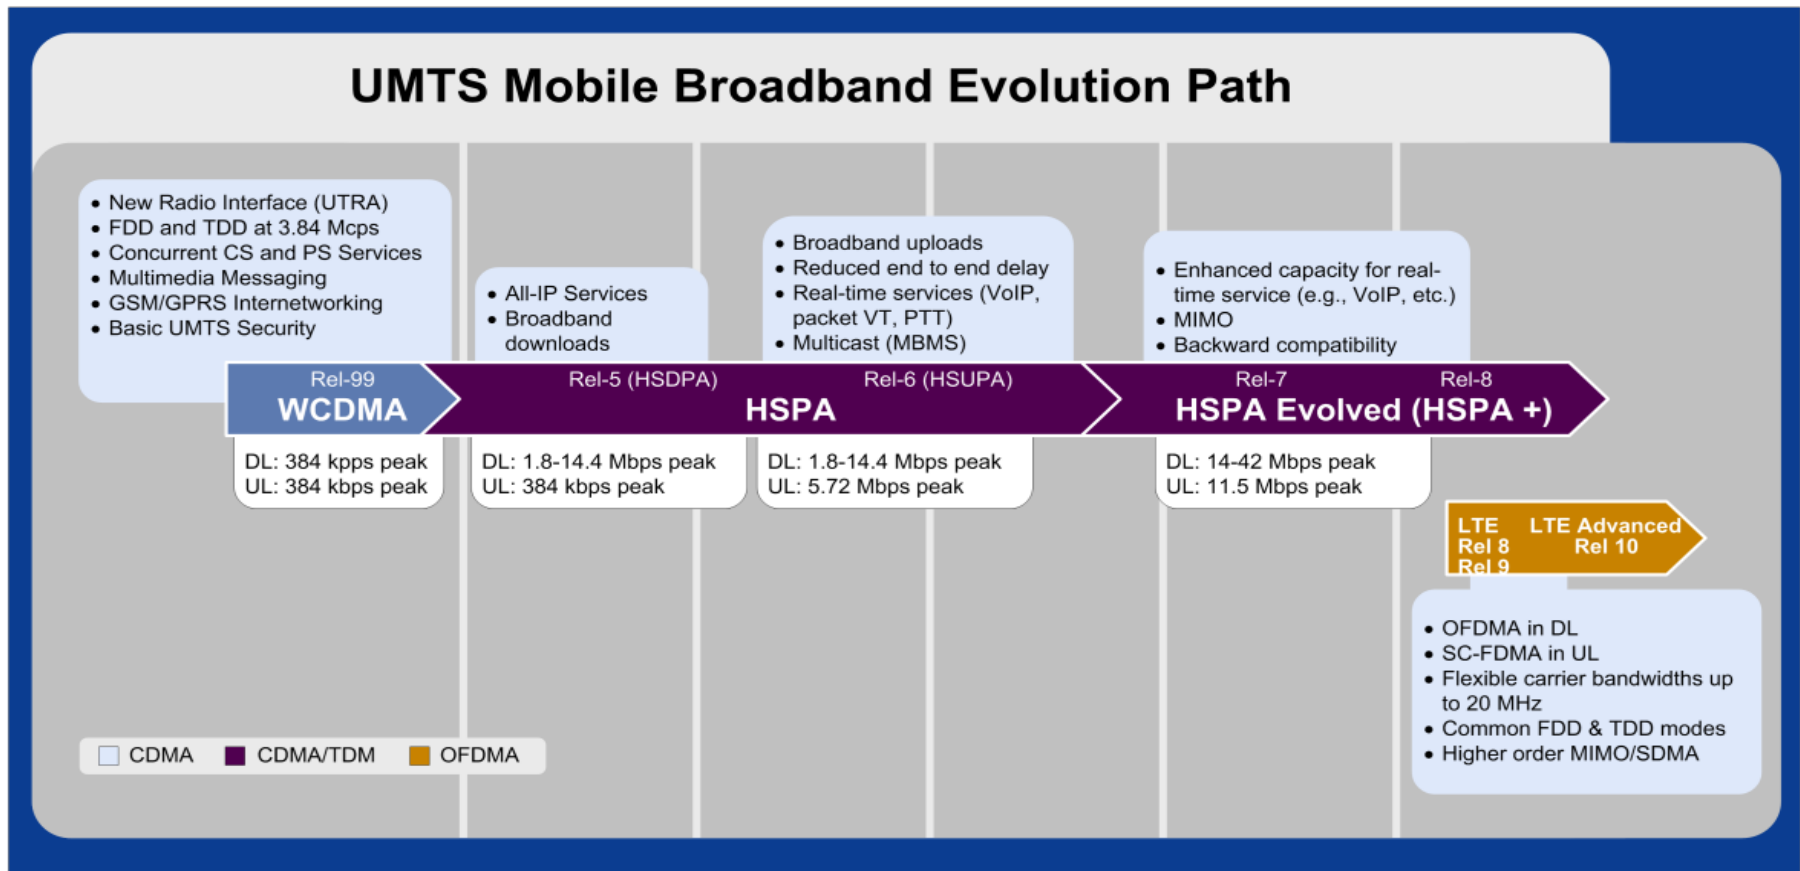 UMTS Mobile Broadband Evolution Path
• New Radio Interface (UTRA)
• FDD and TDD at 3.84 Mcps
• Concurrent CS and PS Services
• Multimedia Messaging
• GSM/GPRS Internetworking
• Basic UMTS Security
• All-IP Services
• Broadband
downloads
• Broadband uploads
• Reduced end to end delay
• Real-time services (VoIP,
packet VT, PTT)
• Multicast (MBMS)
• Enhanced capacity for real-
time service (e.g., VoIP, etc.)
• MIMO
• Backward compatibility
Rel-99
WCDMA
Rel-5 (HSDPA)
Rel-6 (HSUPA)
HSPA
Rel-7
Rel-8
HSPA Evolved (HSPA +)
DL: 384 kpps peak
UL: 384 kbps peak
DL: 1.8-14.4 Mbps peak
UL: 384 kbps peak
DL: 1.8-14.4 Mbps peak
UL: 5.72 Mbps peak
DL: 14-42 Mbps peak
UL: 11.5 Mbps peak
LTE
Rel 8
Rel 9
LTE Advanced
Rel 10
• OFDMA in DL
• SC-FDMA in UL
• Flexible carrier bandwidths up
to 20 MHz
• Common FDD & TDD modes
• Higher order MIMO/SDMA
CDMA
CDMA/TDM
OFDMA